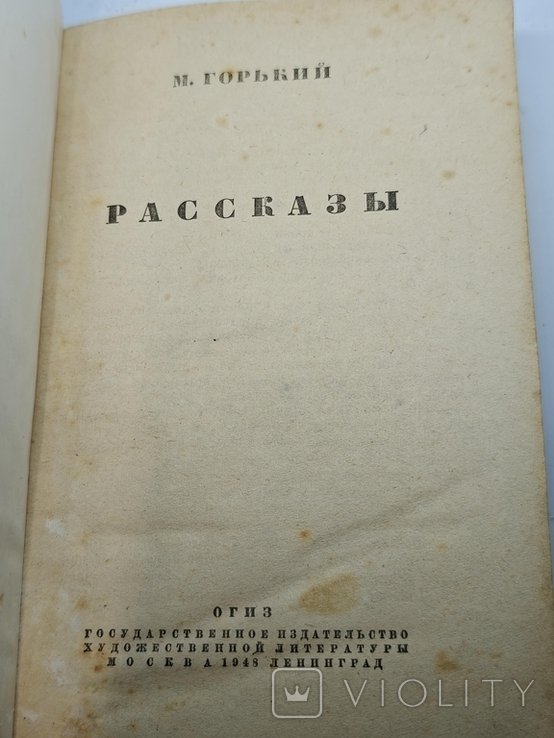 М. ГОРЬКИЙ
РАССКАЗЫ
ОГИЗ
ГОСУДАРСТВЕННОЕ ИЗДАТЕЛЬСТВО
ХУДОЖЕСТВЕННОЙ ЛИТЕРАТУРЫ
МОСКВА 1948 ЛЕНИНГРАД
VIOLITY